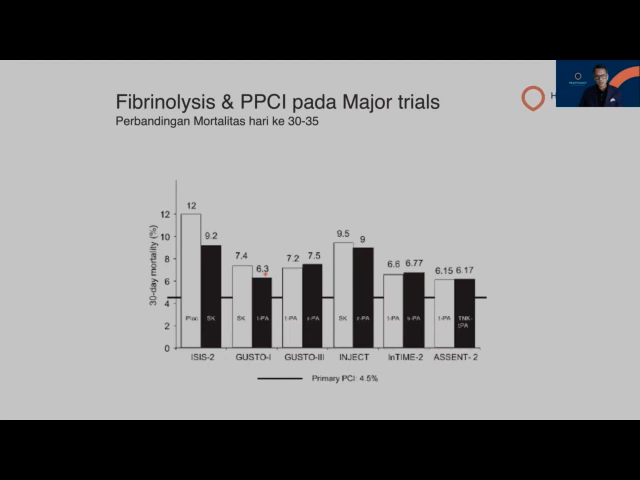 Fibrinolysis & PPCI pada Major trials
Perbandingan Mortalitas hari ke 30-35
H
30-day mortality (%)
12
10
8
6
4
2
0
12 9.2
7.4 6.3
7.2 7.5
9.5 9
6.6 6.77
6.15 6.17
Plac SK
SK t-PA
t-PA r-PA
SK r-PA
t-PA n-PA
t-PA TNK-tPA
ISIS-2 GUSTO-I GUSTO-III INJECT InTIME-2 ASSENT- 2
Primary PCI: 4.5%